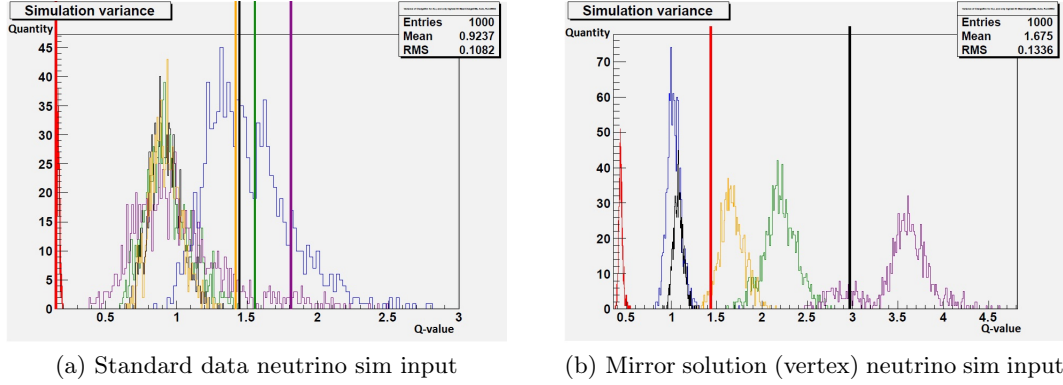 Simulation variance
Entries 1000
Mean 0.9237
RMS 0.1082
Quantity
45
40
35
30
25
20
15
10
5
0
0.5 1 1.5 2 2.5 3
Q-value
(a) Standard data neutrino sim input
Simulation variance
Entries 1000
Mean 1.675
RMS 0.1336
Quantity
70
60
50
40
30
20
10
0
0.5 1 1.5 2 2.5 3 3.5 4 4.5
Q-value
(b) Mirror solution (vertex) neutrino sim input